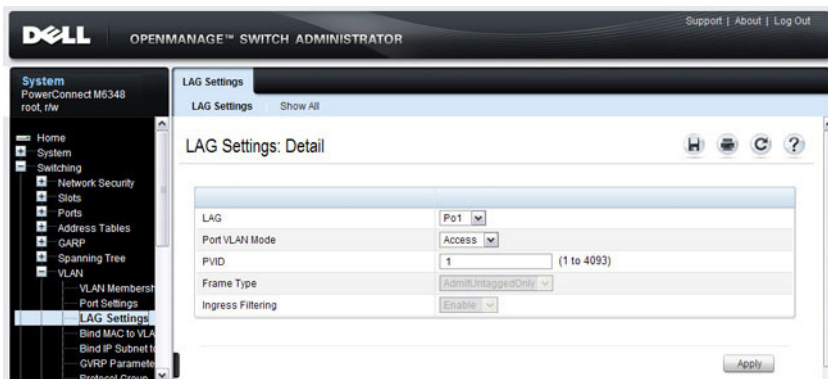 Support | About | Log Out
DELL OPENMANAGE™ SWITCH ADMINISTRATOR
System
PowerConnect M6348
root, r/w
Home
System
Switching
Network Security
Slots
Ports
Address Tables
GARP
Spanning Tree
VLAN
VLAN Membersh
Port Settings
LAG Settings
Bind MAC to VLA
Bind IP Subnet to
GVRP Paramete
Protocol Group
LAG Settings
LAG Settings Show All
LAG Settings: Detail
LAG Po1
Port VLAN Mode Access
PVID 1 (1 to 4093)
Frame Type AdmitUntaggedOnly
Ingress Filtering Enable
Apply